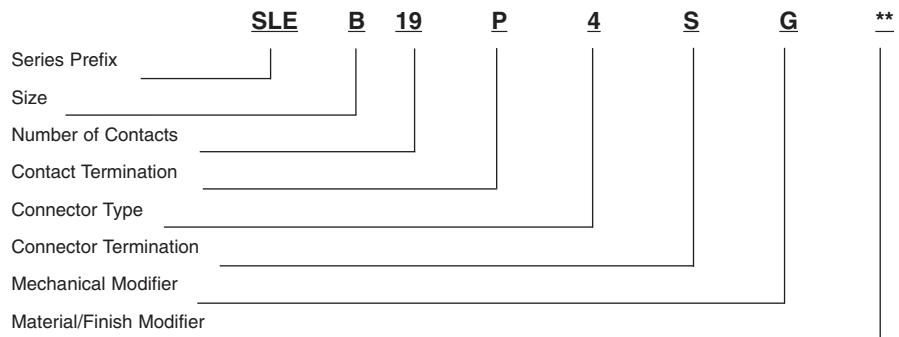 SLE B 19 P 4 S G **
Series Prefix
Size
Number of Contacts
Contact Termination
Connector Type
Connector Termination
Mechanical Modifier
Material/Finish Modifier